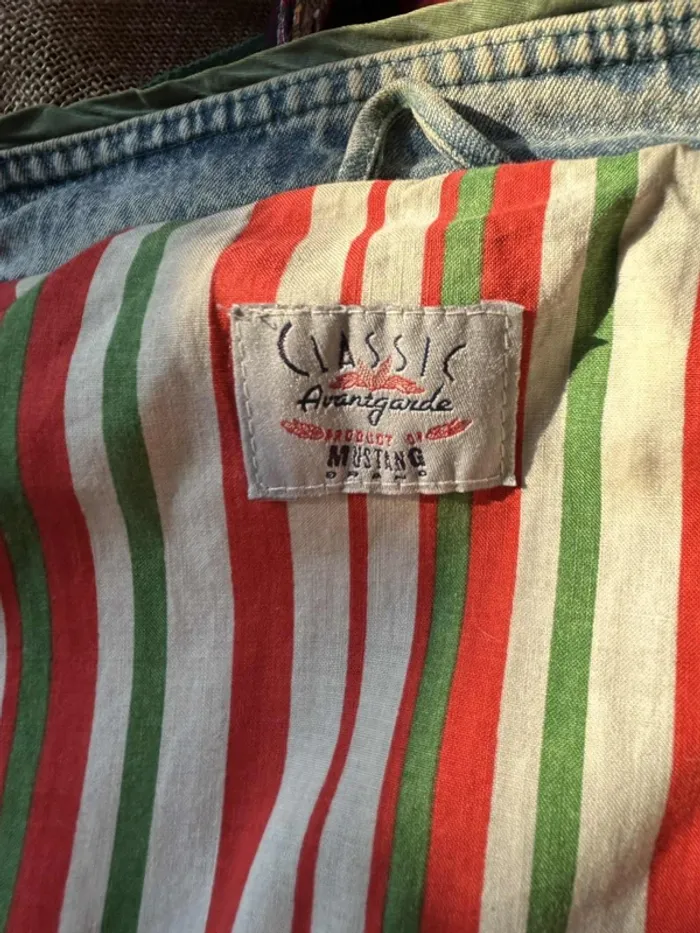 CLASSIC
Avantgarde
PRODUCT OF
MUSTANG